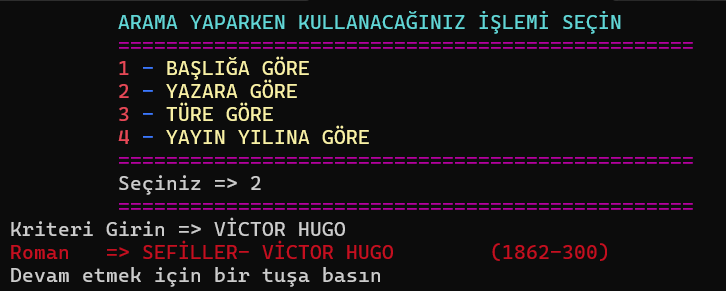 ARAMA YAPARKEN KULLANACAĞINIZ İŞLEMİ SEÇİN
===============================================
1 - BAŞLIĞA GÖRE
2 - YAZARA GÖRE
3 - TÜRE GÖRE
4 - YAYIN YILINA GÖRE
===============================================
Seçiniz => 2
===============================================
Kriteri Girin => VİCTOR HUGO
Roman   => SEFİLLER- VİCTOR HUGO        (1862-300)
Devam etmek için bir tuşa basın